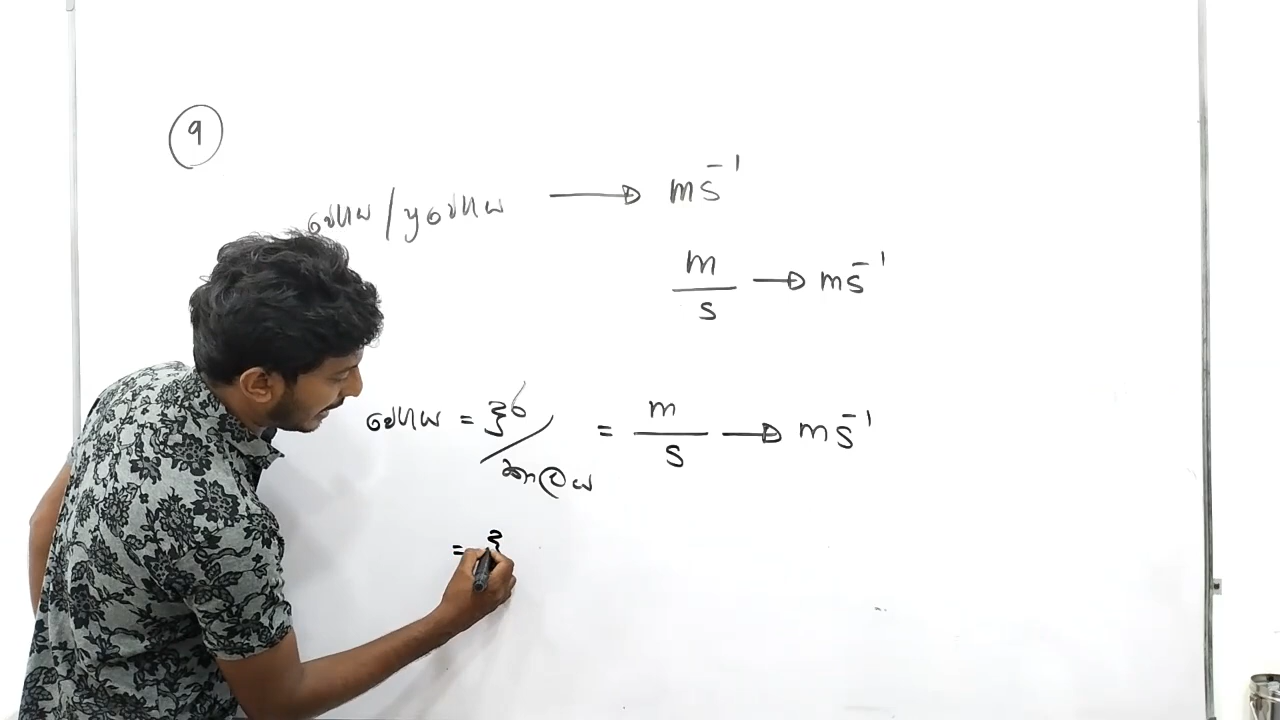 9
වේගය / ප්‍රවේගය → ms⁻¹
m/s → ms⁻¹
වේගය = දුර/කාලය = m/s → ms⁻¹
= ද